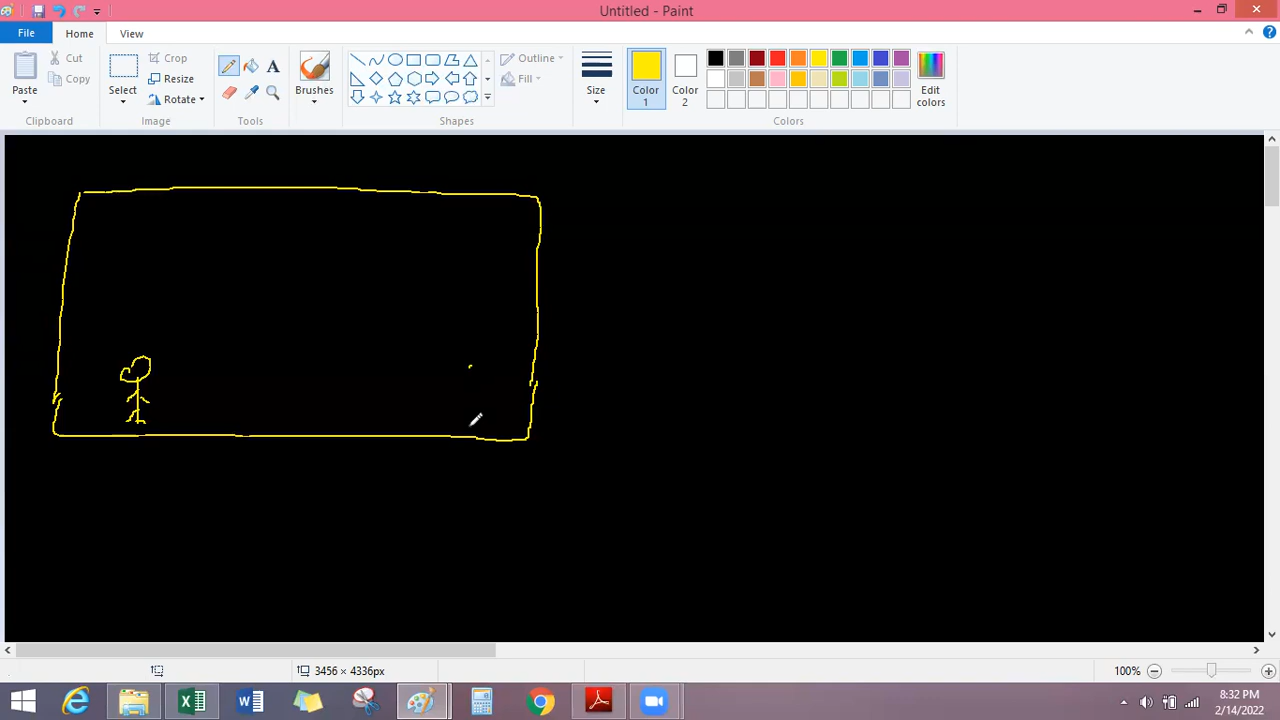 Untitled - Paint
File
Home
View
Paste
Cut
Copy
Clipboard
Select
Crop
Resize
Rotate
Image
Tools
Brushes
Outline
Fill
Shapes
Size
Color
1
Color
2
Edit
colors
Colors
3456 × 4336px
100%
8:32 PM
2/14/2022